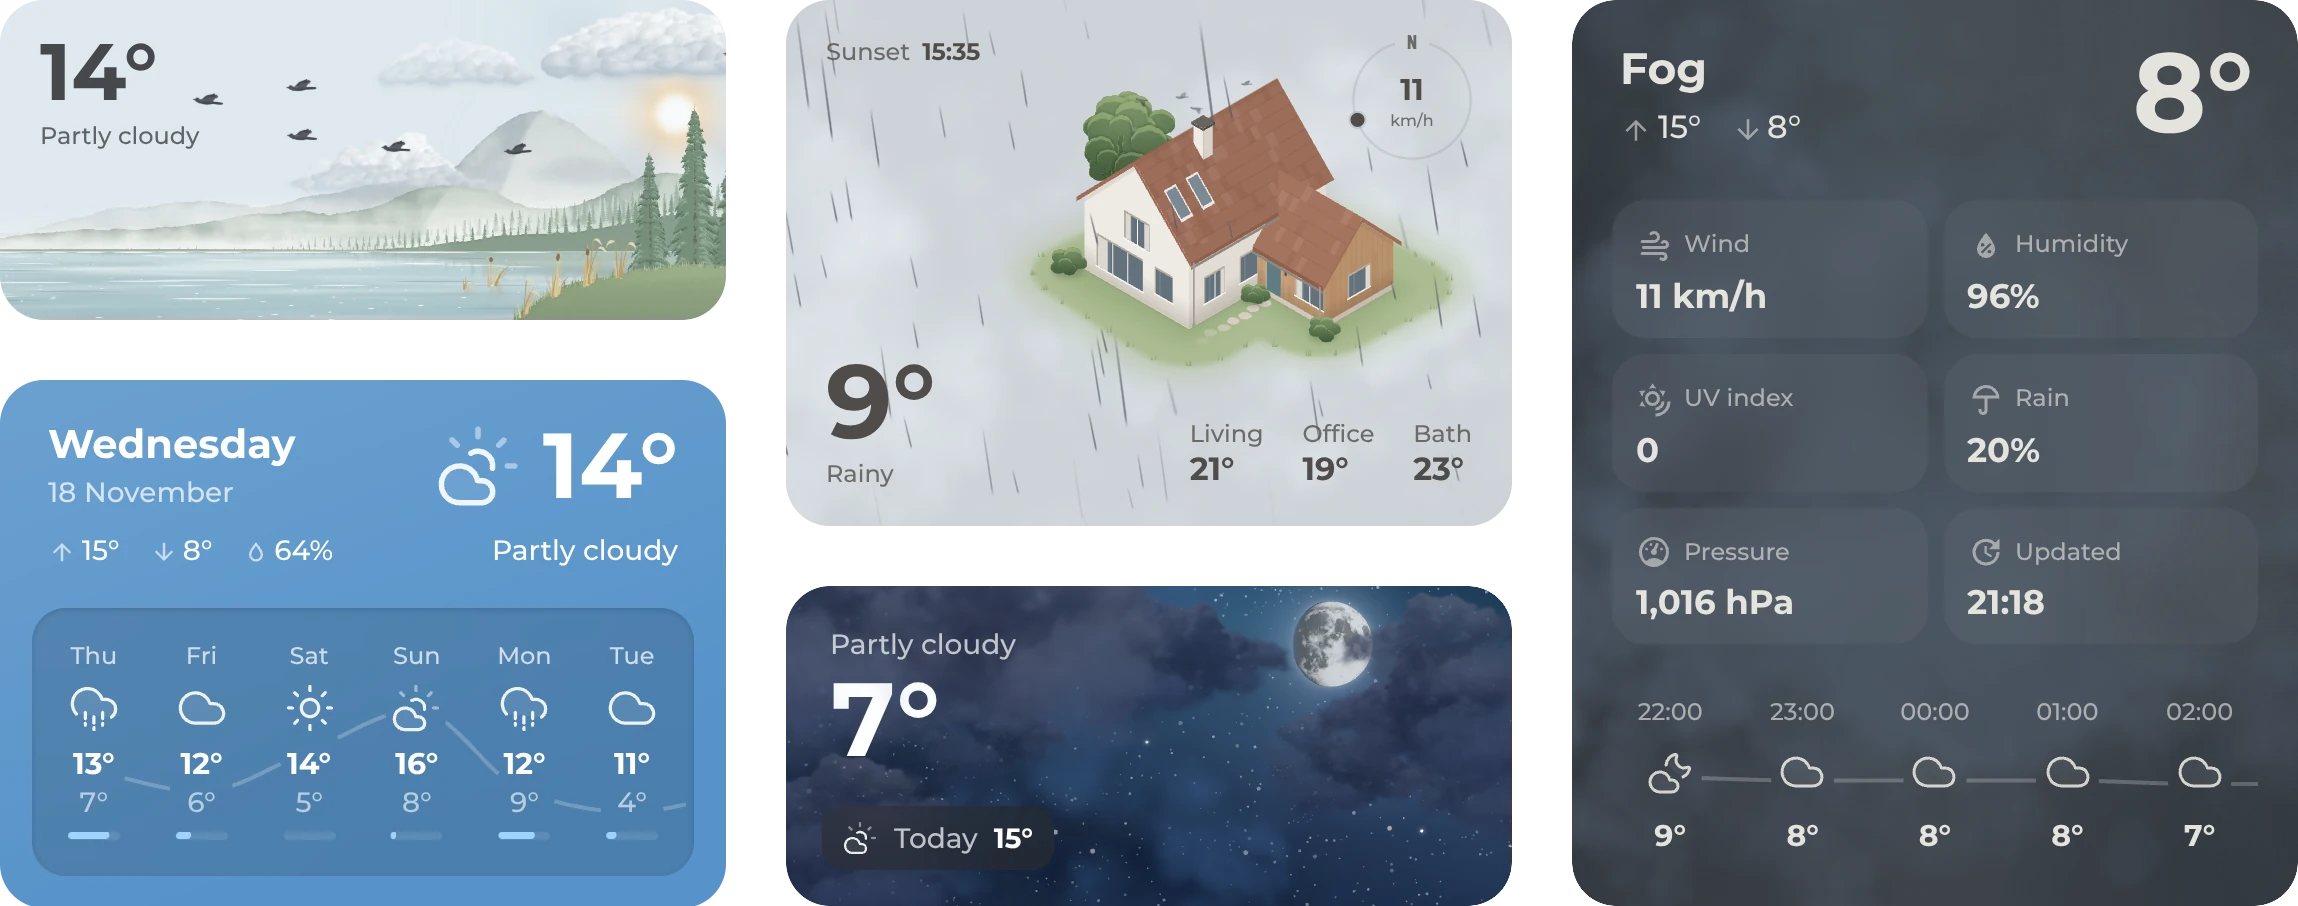 14°
Partly cloudy
Wednesday
18 November
15° 8° 64%
14°
Partly cloudy
Thu Fri Sat Sun Mon Tue
13° 12° 14° 16° 12° 11°
7° 6° 5° 8° 9° 4°
Sunset 15:35
N
11
km/h
9°
Rainy
Living Office Bath
21° 19° 23°
Partly cloudy
7°
Today 15°
Fog
15° 8°
8°
Wind
11 km/h
Humidity
96%
UV index
0
Rain
20%
Pressure
1,016 hPa
Updated
21:18
22:00 23:00 00:00 01:00 02:00
9° 8° 8° 8° 7°